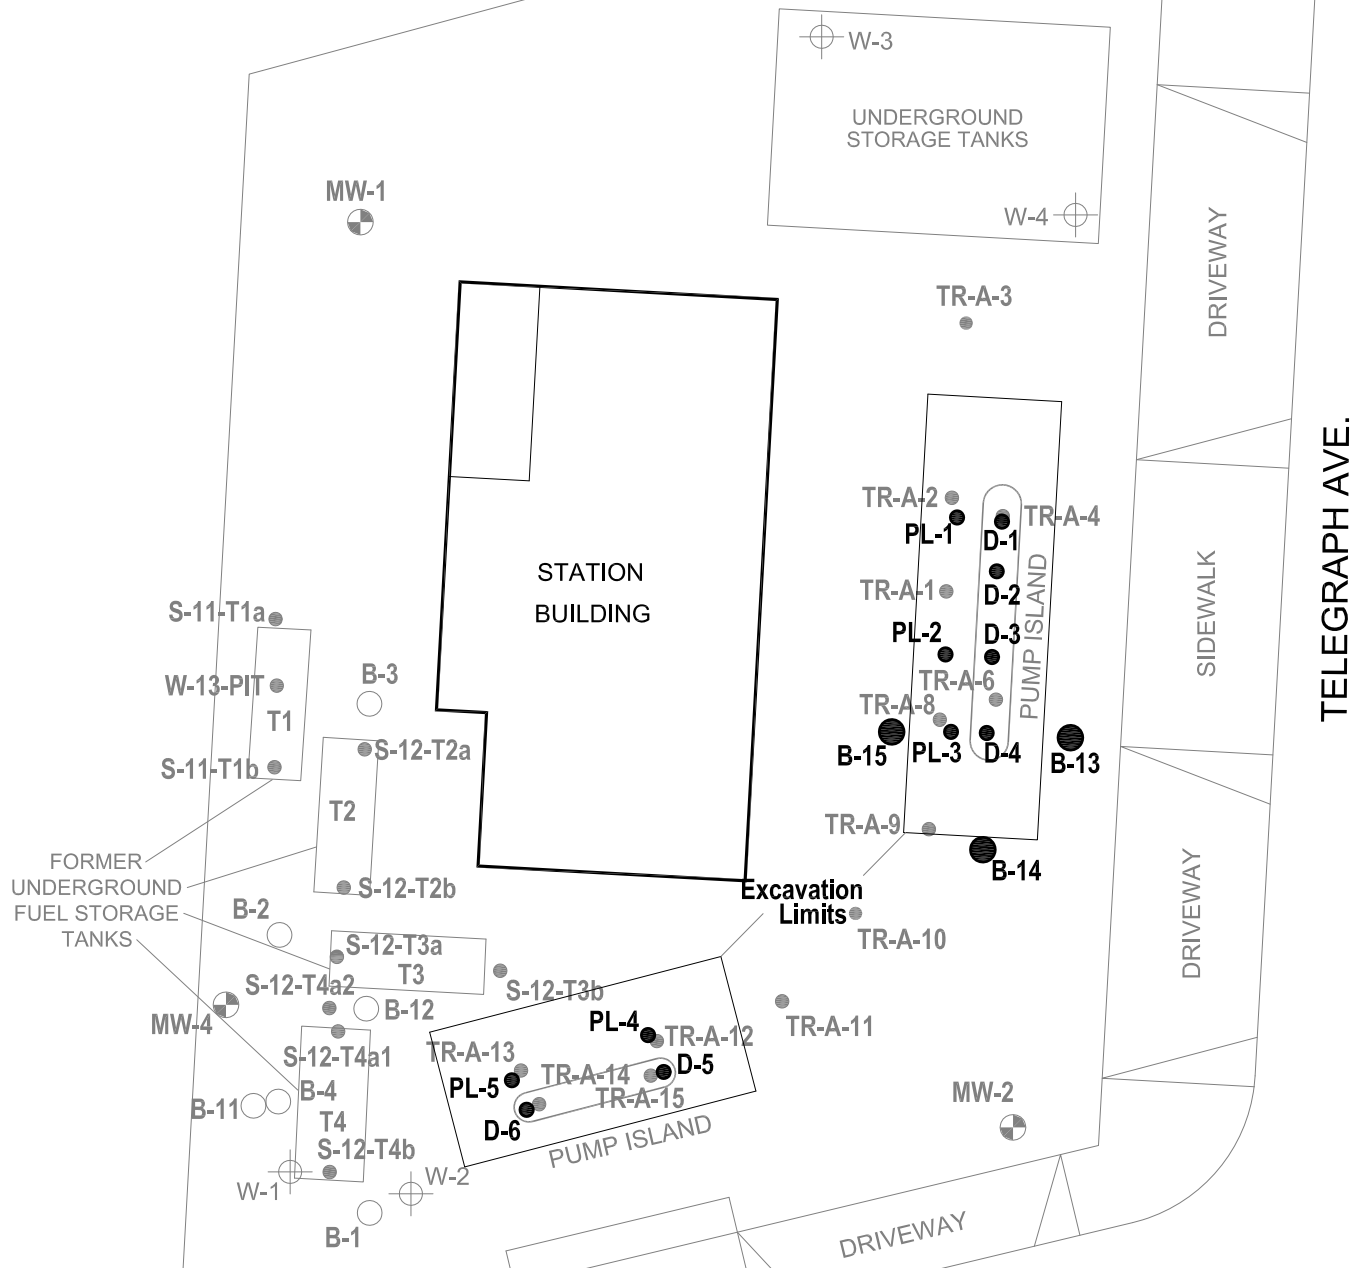 W-3
UNDERGROUND
STORAGE TANKS
W-4
MW-1
DRIVEWAY
TR-A-3
TELEGRAPH AVE.
TR-A-2
PL-1
TR-A-4
D-1
STATION
BUILDING
TR-A-1
D-2
PUMP ISLAND
SIDEWALK
S-11-T1a
PL-2
D-3
W-13-PIT
B-3
TR-A-6
T1
TR-A-8
S-12-T2a
B-15
PL-3
D-4
B-13
S-11-T1b
T2
TR-A-9
FORMER
UNDERGROUND
FUEL STORAGE
TANKS
S-12-T2b
B-14
Excavation
Limits
DRIVEWAY
B-2
TR-A-10
S-12-T3a
T3
S-12-T4a2
S-12-T3b
B-12
MW-4
PL-4
TR-A-11
TR-A-12
S-12-T4a1
TR-A-13
D-5
PL-5
TR-A-14
TR-A-15
B-4
B-11
MW-2
T4
D-6
PUMP ISLAND
S-12-T4b
W-1
W-2
B-1
DRIVEWAY